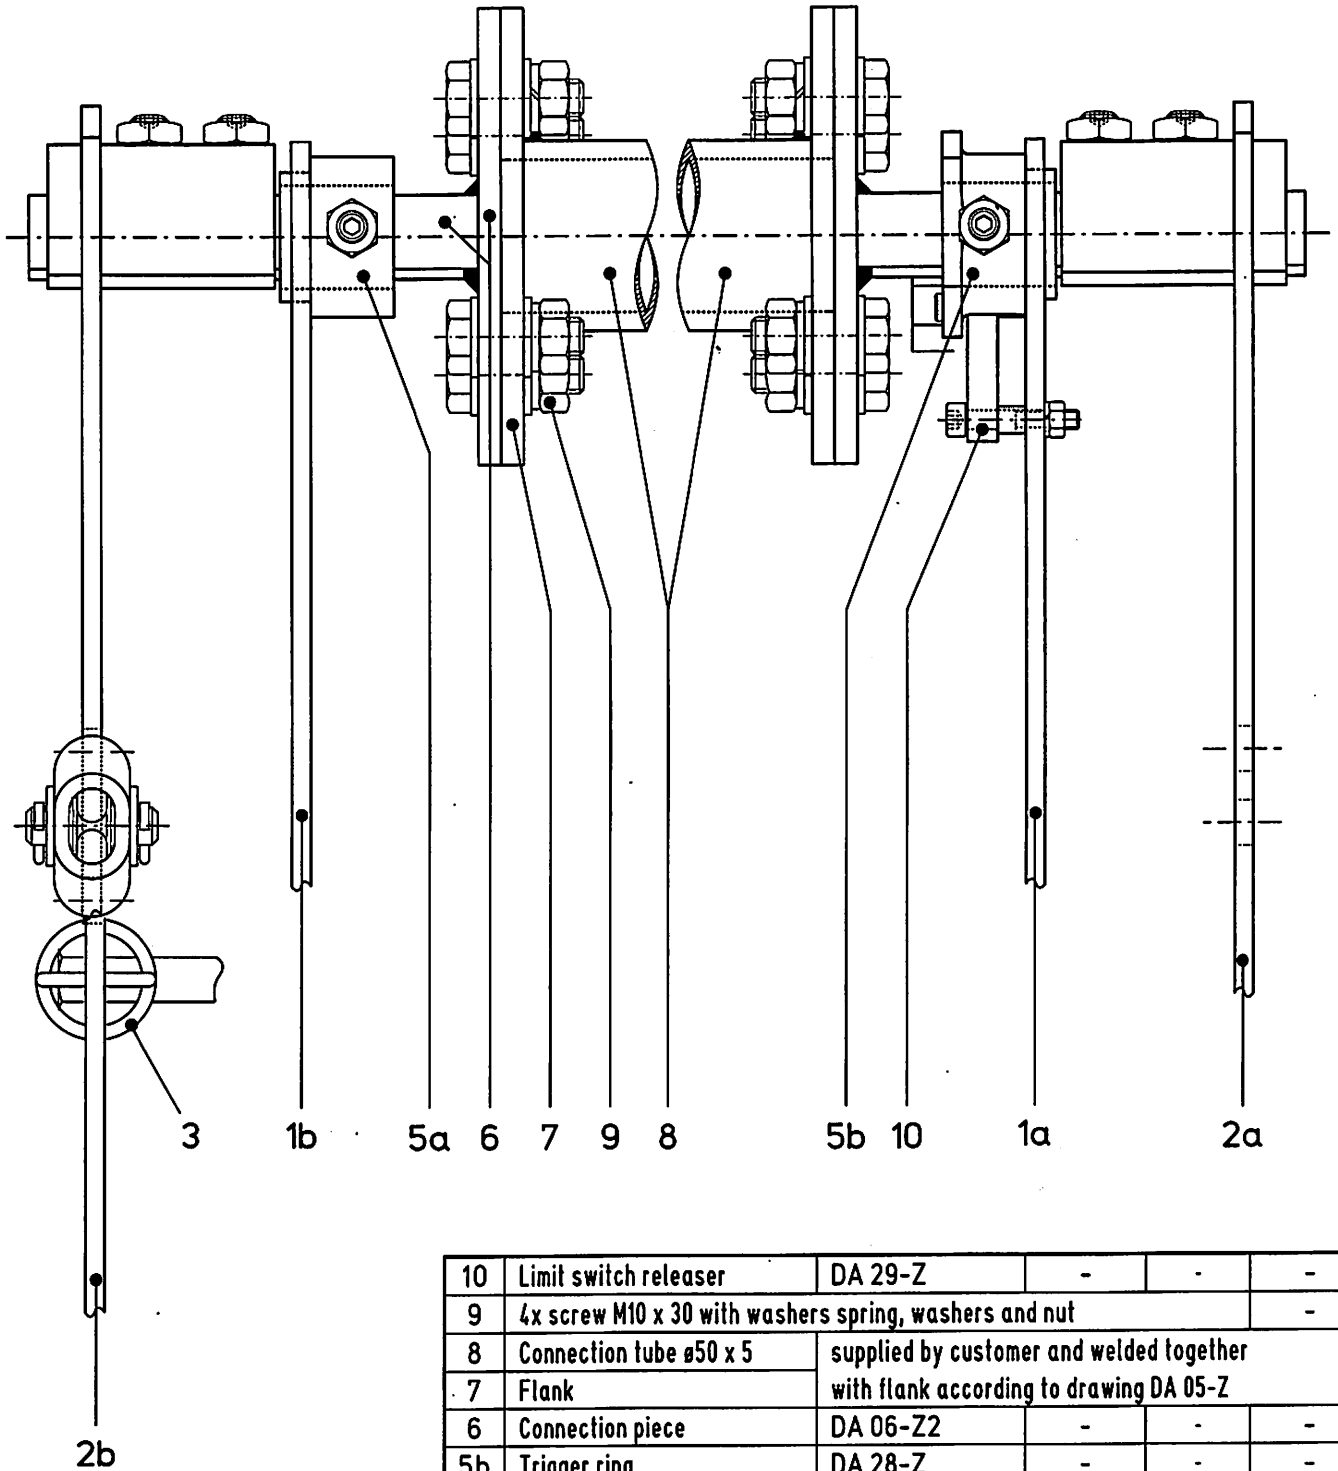 3 1b 5a 6 7 9 8 5b 10 1a 2a
2b
10 Limit switch releaser DA 29-Z - - -
9 4x screw M10 x 30 with washers spring, washers and nut -
8 Connection tube ø50 x 5 supplied by customer and welded together
7 Flank with flank according to drawing DA 05-Z
6 Connection piece DA 06-Z2 - - -
5b Trigger ring DA 28-Z - - -